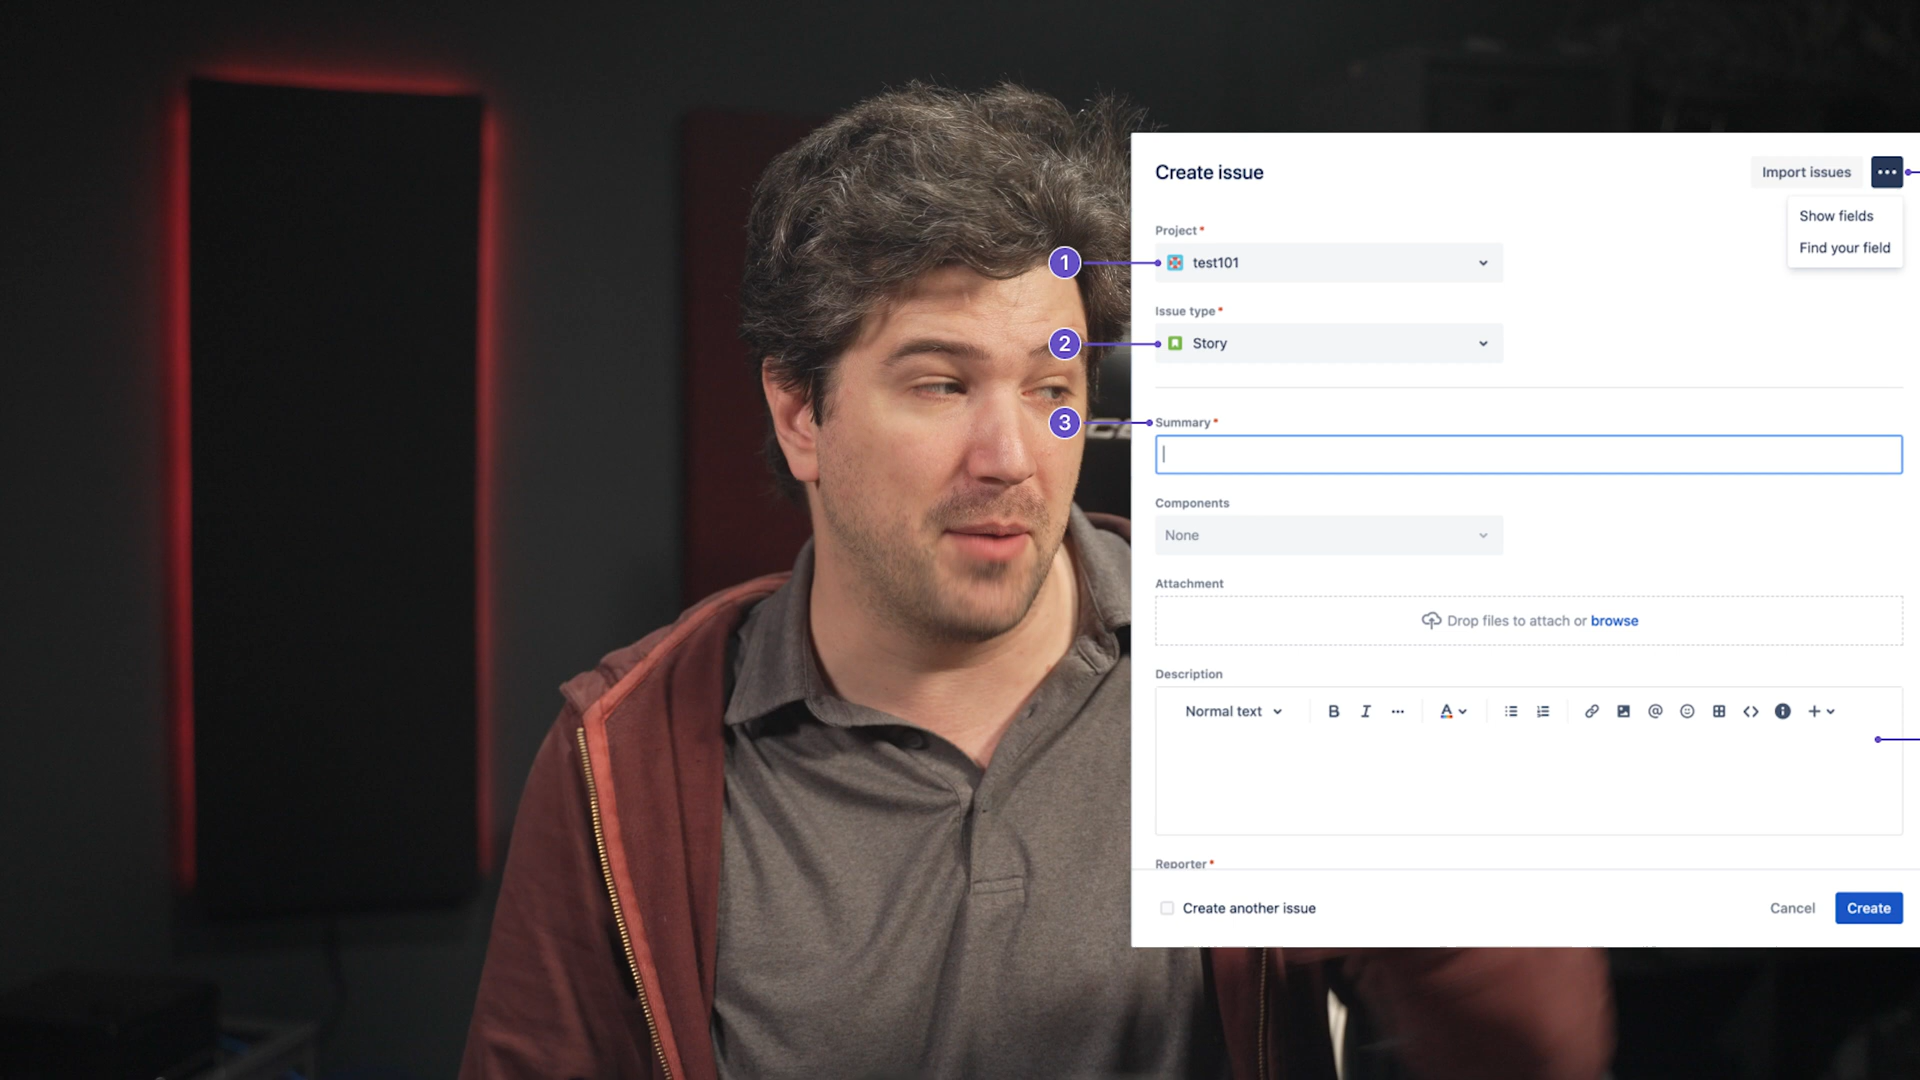 Create issue
Import issues
Show fields
Find your field
Project *
1
test101
Issue type *
2
Story
3
Summary *
Components
None
Attachment
Drop files to attach or browse
Description
Normal text
B I A
Reporter *
Create another issue
Cancel
Create